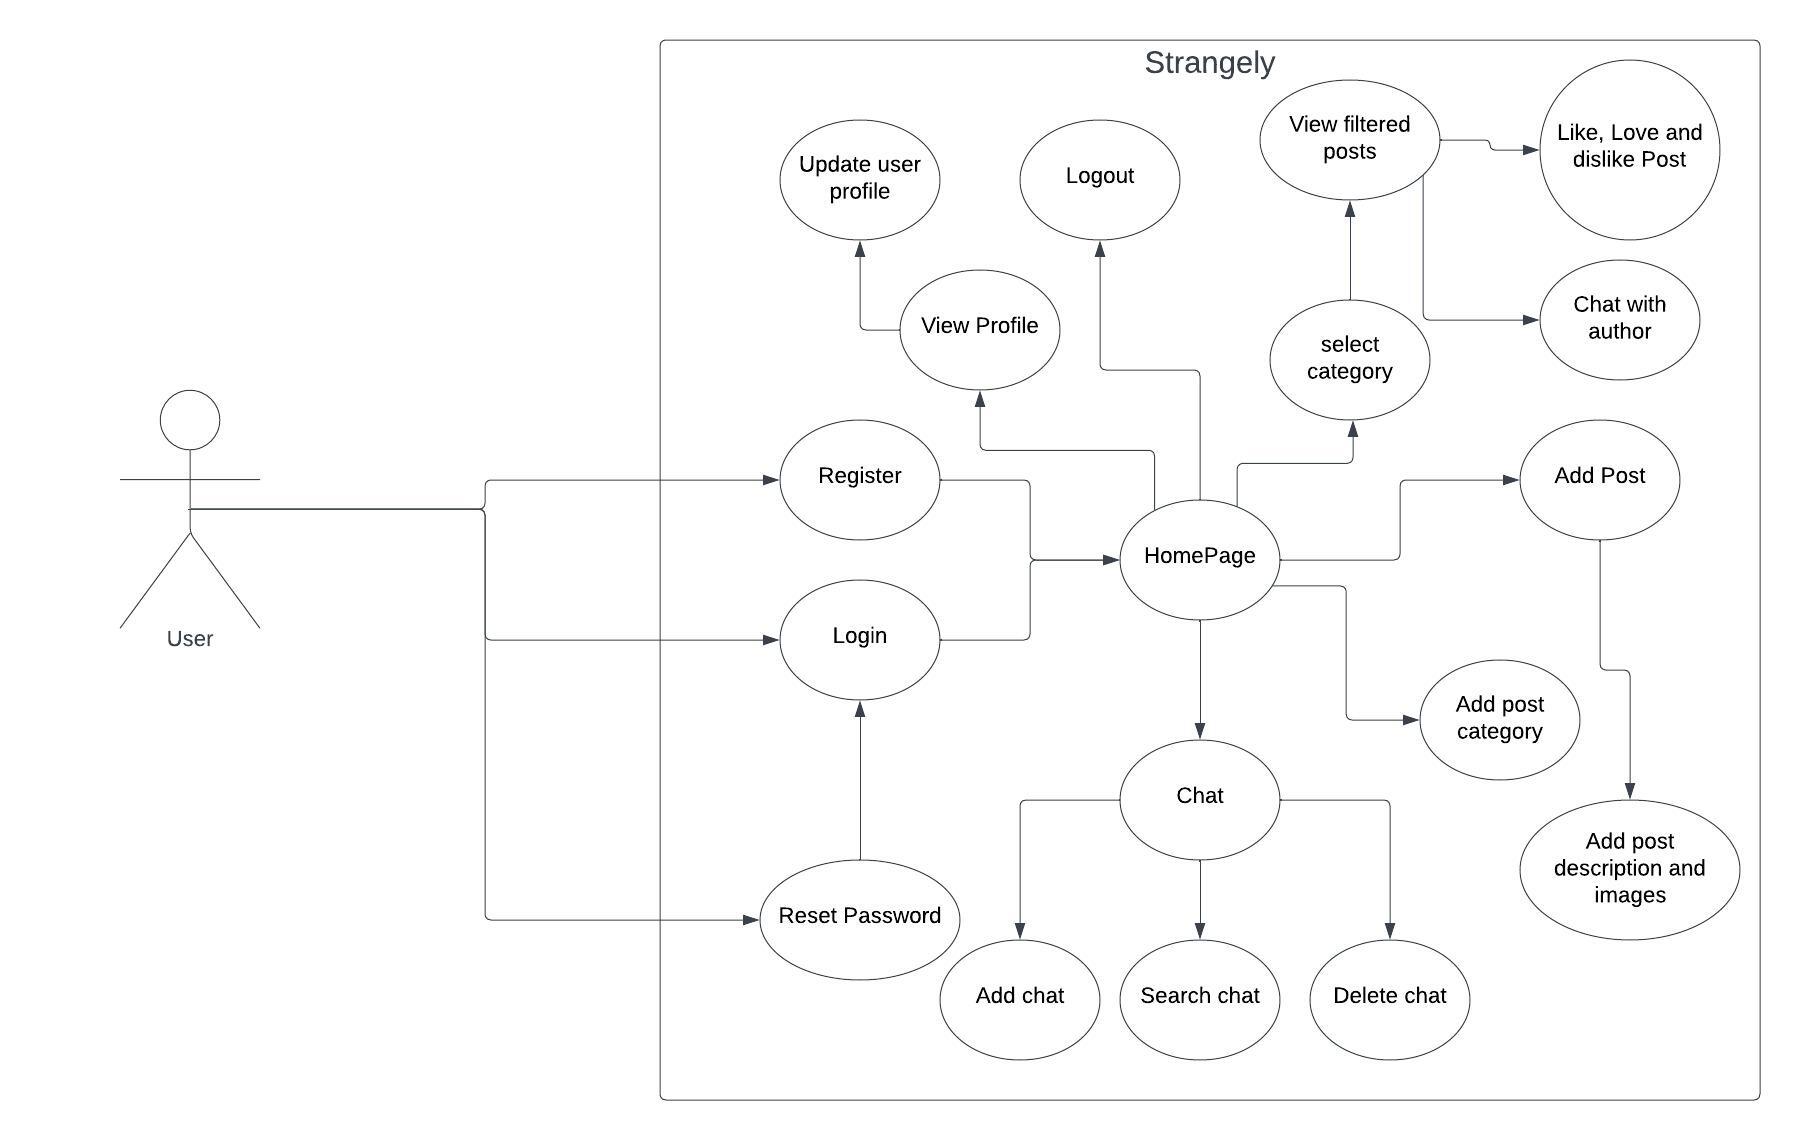 Strangely
View filtered
posts
Like, Love and
dislike Post
Update user
profile
Logout
Chat with
author
View Profile
select
category
Register
Add Post
HomePage
Login
User
Add post
category
Chat
Add post
description and
images
Reset Password
Add chat
Search chat
Delete chat